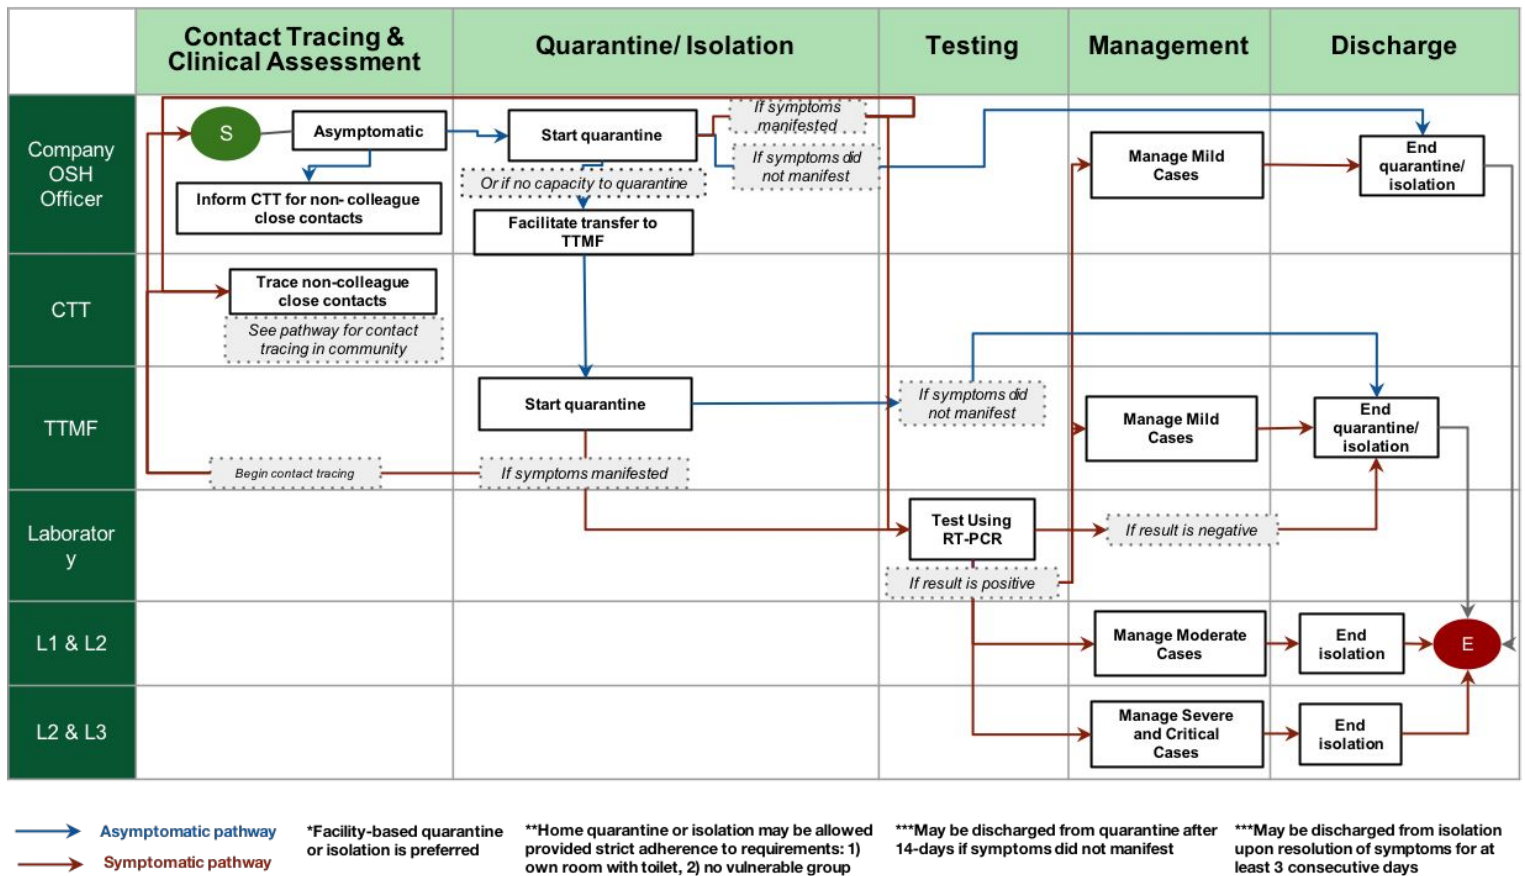 Contact Tracing &
Clinical Assessment
Quarantine/ Isolation
Testing
Management
Discharge
Company
OSH
Officer
S
Asymptomatic
Inform CTT for non- colleague
close contacts
Start quarantine
If symptoms
manifested
If symptoms did
not manifest
Or if no capacity to quarantine
Facilitate transfer to
TTMF
Manage Mild
Cases
End
quarantine/
isolation
CTT
Trace non-colleague
close contacts
See pathway for contact
tracing in community
TTMF
Start quarantine
If symptoms did
not manifest
Manage Mild
Cases
End
quarantine/
isolation
Begin contact tracing
If symptoms manifested
Laborator
y
Test Using
RT-PCR
If result is negative
If result is positive
L1 & L2
Manage Moderate
Cases
End
isolation
E
L2 & L3
Manage Severe
and Critical
Cases
End
isolation
Asymptomatic pathway
Symptomatic pathway
*Facility-based quarantine
or isolation is preferred
**Home quarantine or isolation may be allowed
provided strict adherence to requirements: 1)
own room with toilet, 2) no vulnerable group
***May be discharged from quarantine after
14-days if symptoms did not manifest
***May be discharged from isolation
upon resolution of symptoms for at
least 3 consecutive days